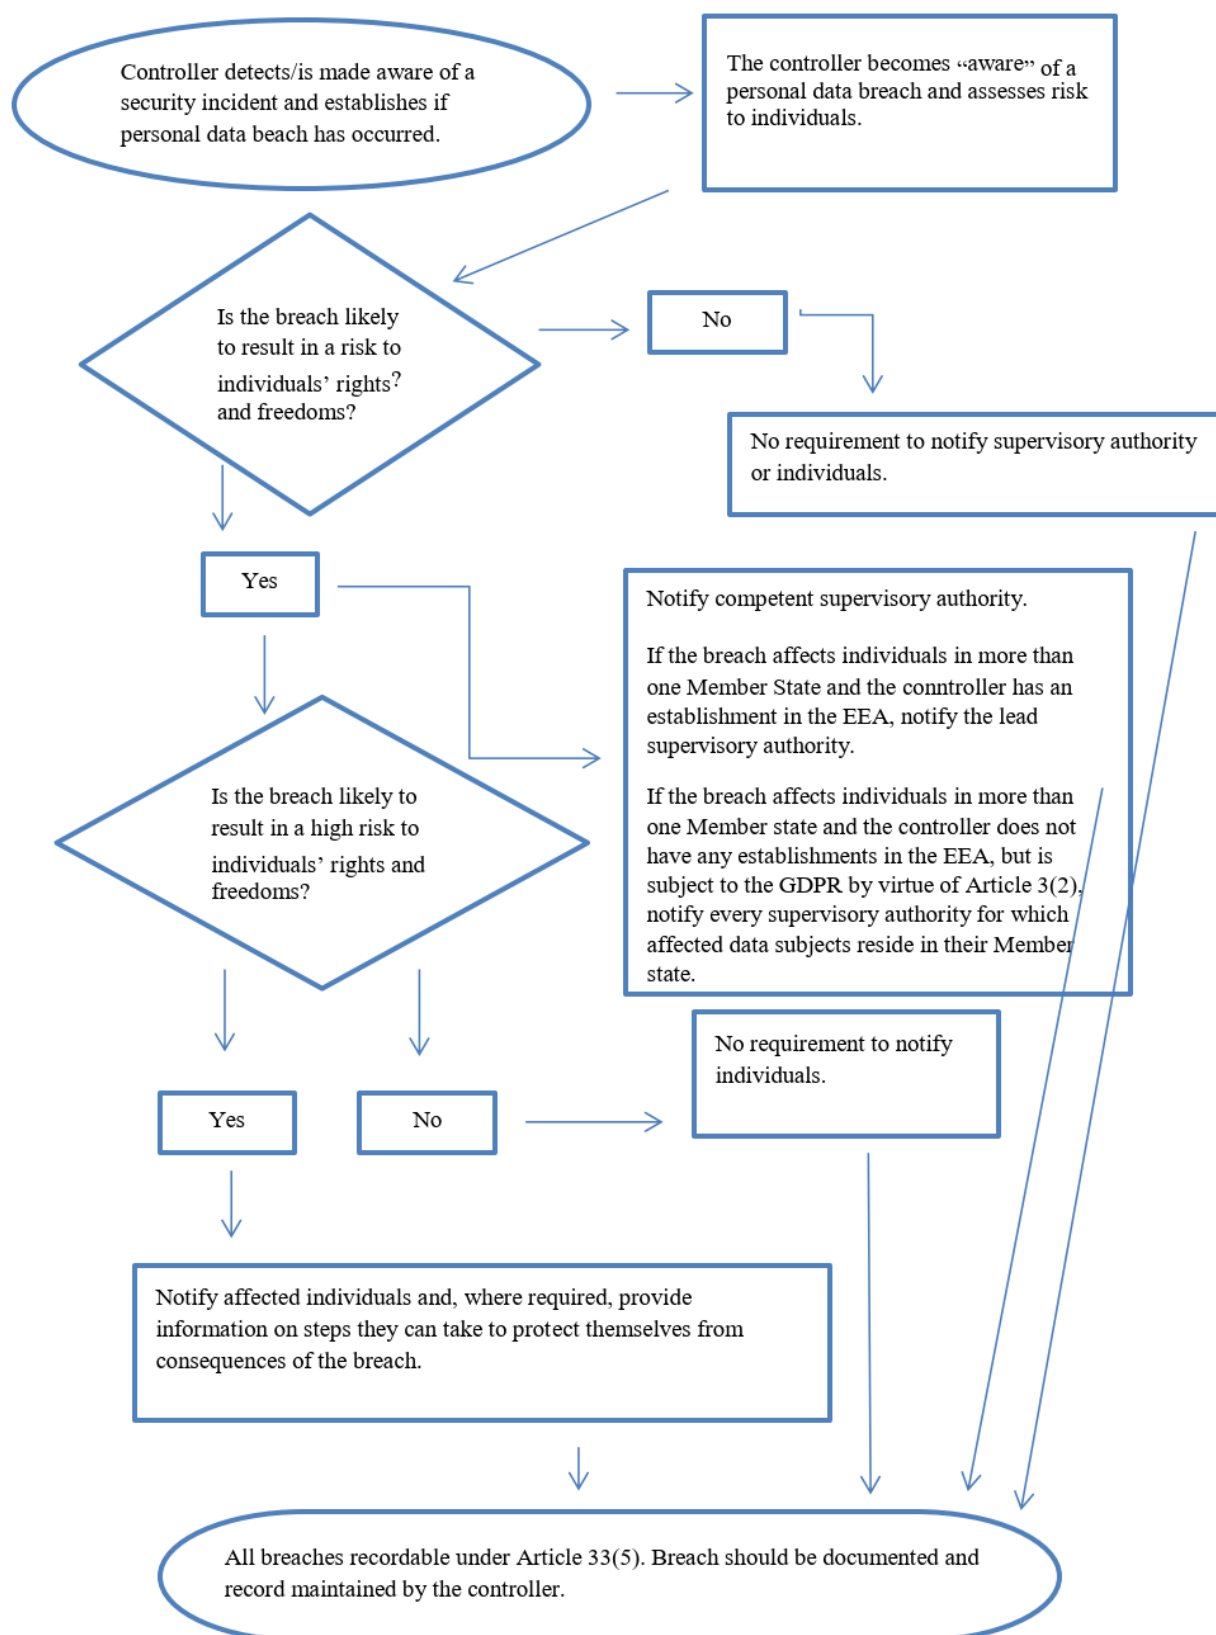 Controller detects/is made aware of a
security incident and establishes if
personal data beach has occurred.
The controller becomes “aware” of a
personal data breach and assesses risk
to individuals.
Is the breach likely
to result in a risk to
individuals’ rights?
and freedoms?
No
No requirement to notify supervisory authority
or individuals.
Yes
Notify competent supervisory authority.
If the breach affects individuals in more than
one Member State and the conntroller has an
establishment in the EEA, notify the lead
supervisory authority.
If the breach affects individuals in more than
one Member state and the controller does not
have any establishments in the EEA, but is
subject to the GDPR by virtue of Article 3(2),
notify every supervisory authority for which
affected data subjects reside in their Member
state.
Is the breach likely to
result in a high risk to
individuals’ rights and
freedoms?
Yes
No
No requirement to notify
individuals.
Notify affected individuals and, where required, provide
information on steps they can take to protect themselves from
consequences of the breach.
All breaches recordable under Article 33(5). Breach should be documented and
record maintained by the controller.